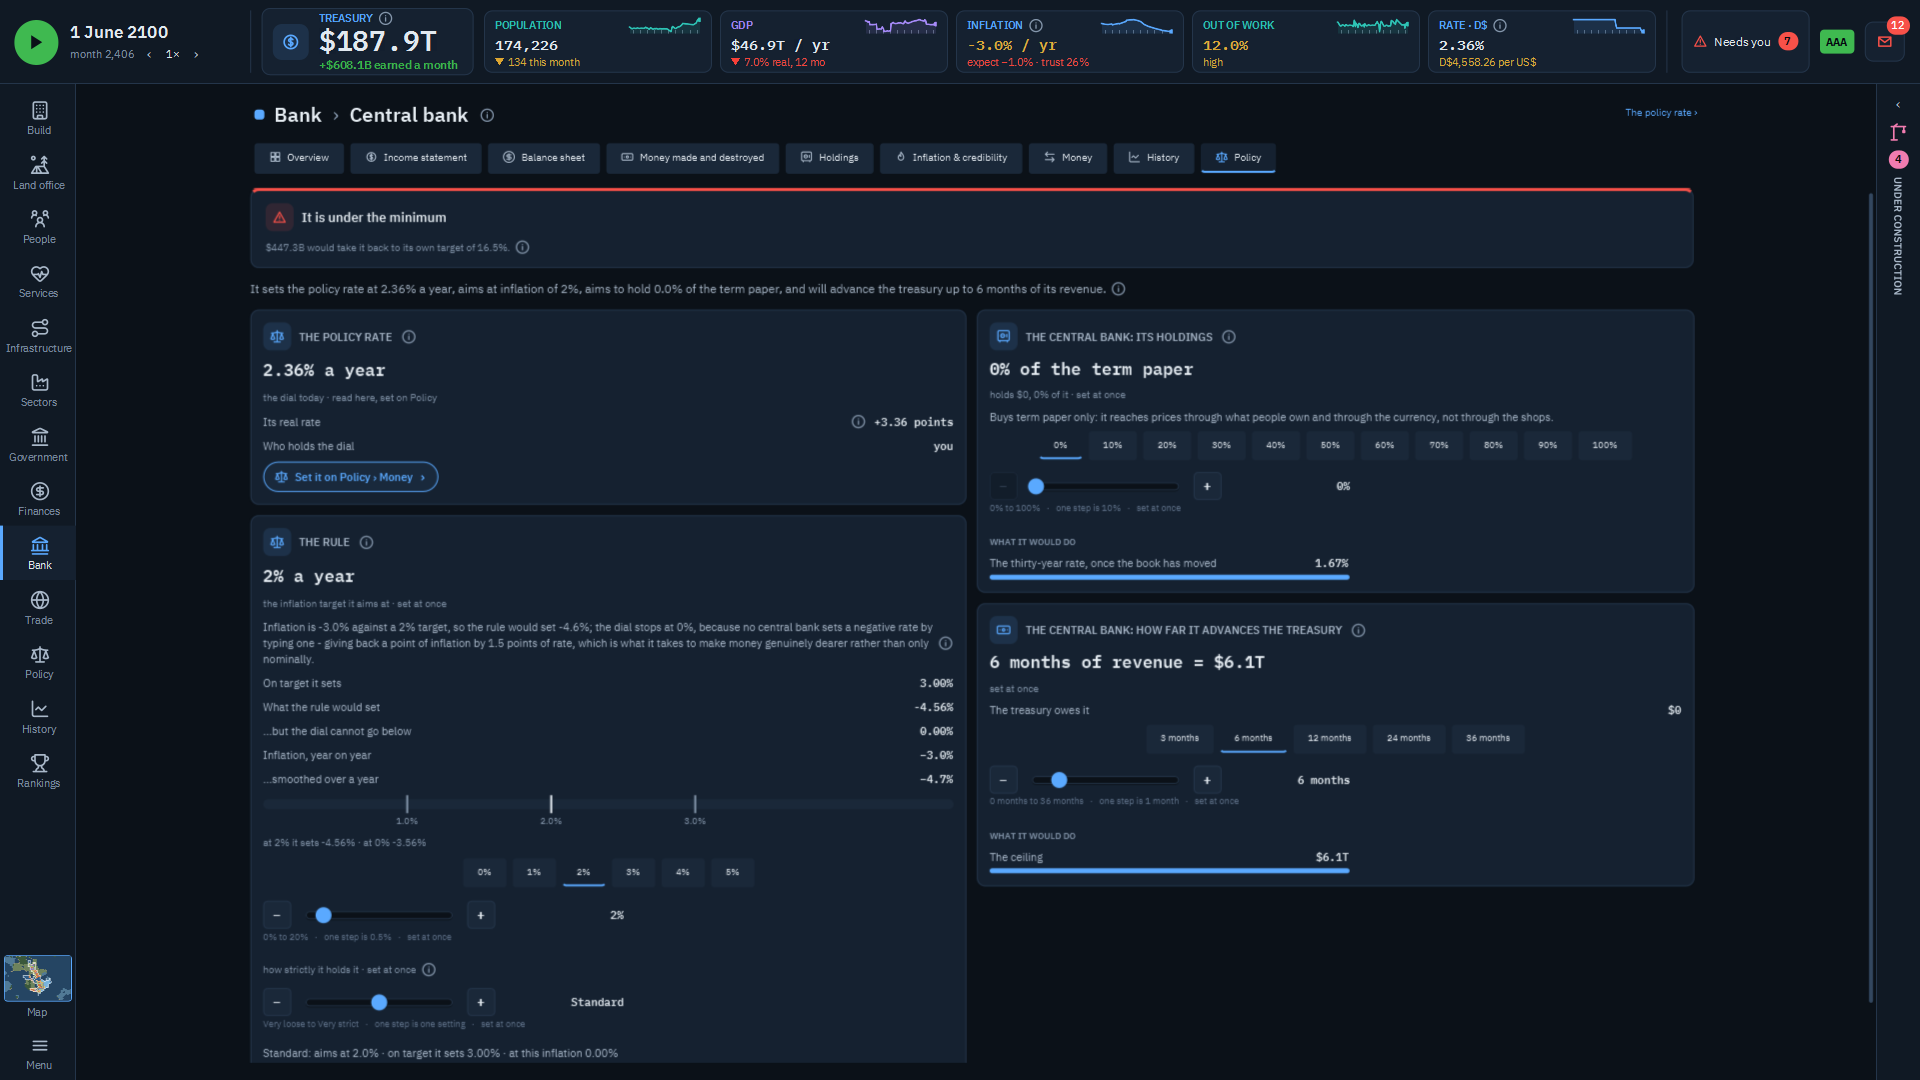 1 June 2100
month 2,406 ‹ 1× ›
TREASURY
$187.9T
+$608.1B earned a month
POPULATION
174,226
▼ 134 this month
GDP
$46.9T / yr
▼ 7.0% real, 12 mo
INFLATION
-3.0% / yr
expect -1.0% · trust 26%
OUT OF WORK
12.0%
high
RATE · D$
2.36%
D$4,558.26 per US$
Needs you 7
AAA
12
Build
Land office
People
Services
Infrastructure
Sectors
Government
Finances
Bank
Trade
Policy
History
Rankings
Map
Menu
Bank › Central bank
The policy rate ›
Overview
Income statement
Balance sheet
Money made and destroyed
Holdings
Inflation & credibility
Money
History
Policy
It is under the minimum
$447.3B would take it back to its own target of 16.5%.
It sets the policy rate at 2.36% a year, aims at inflation of 2%, aims to hold 0.0% of the term paper, and will advance the treasury up to 6 months of its revenue.
THE POLICY RATE
2.36% a year
the dial today · read here, set on Policy
Its real rate +3.36 points
Who holds the dial you
Set it on Policy › Money ›
THE RULE
2% a year
the inflation target it aims at · set at once
Inflation is -3.0% against a 2% target, so the rule would set -4.6%; the dial stops at 0%, because no central bank sets a negative rate by
typing one - giving back a point of inflation by 1.5 points of rate, which is what it takes to make money genuinely dearer rather than only
nominally.
On target it sets 3.00%
What the rule would set -4.56%
...but the dial cannot go below 0.00%
Inflation, year on year -3.0%
...smoothed over a year -4.7%
1.0% 2.0% 3.0%
at 2% it sets -4.56% · at 0% -3.56%
0% 1% 2% 3% 4% 5%
− + 2%
0% to 20% · one step is 0.5% · set at once
how strictly it holds it · set at once
− + Standard
Very loose to Very strict · one step is one setting · set at once
Standard: aims at 2.0% · on target it sets 3.00% · at this inflation 0.00%
THE CENTRAL BANK: ITS HOLDINGS
0% of the term paper
holds $0, 0% of it · set at once
Buys term paper only: it reaches prices through what people own and through the currency, not through the shops.
0% 10% 20% 30% 40% 50% 60% 70% 80% 90% 100%
− + 0%
0% to 100% · one step is 10% · set at once
WHAT IT WOULD DO
The thirty-year rate, once the book has moved 1.67%
THE CENTRAL BANK: HOW FAR IT ADVANCES THE TREASURY
6 months of revenue = $6.1T
set at once
The treasury owes it $0
3 months 6 months 12 months 24 months 36 months
− + 6 months
0 months to 36 months · one step is 1 month · set at once
WHAT IT WOULD DO
The ceiling $6.1T
‹
4
UNDER CONSTRUCTION